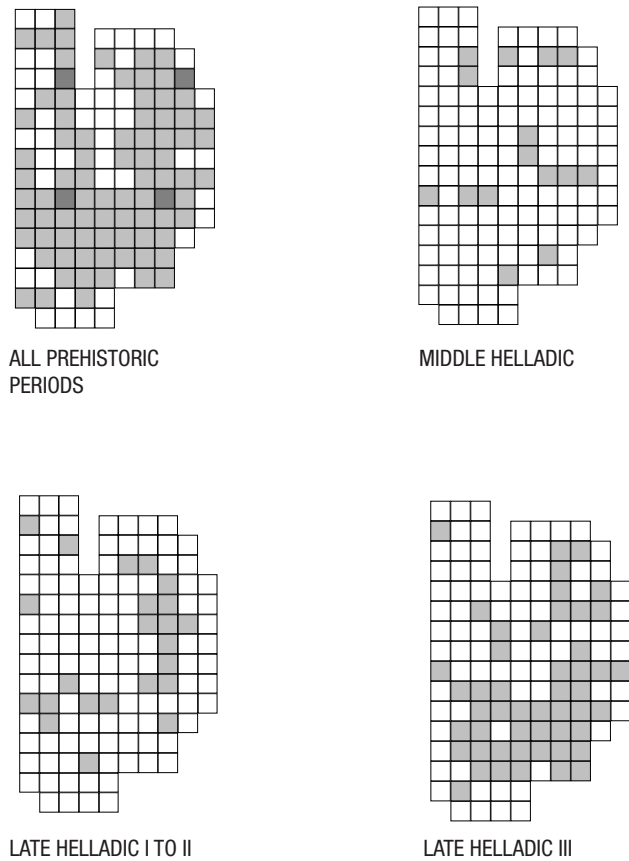 ALL PREHISTORIC
PERIODS
MIDDLE HELLADIC
LATE HELLADIC I TO II
LATE HELLADIC III